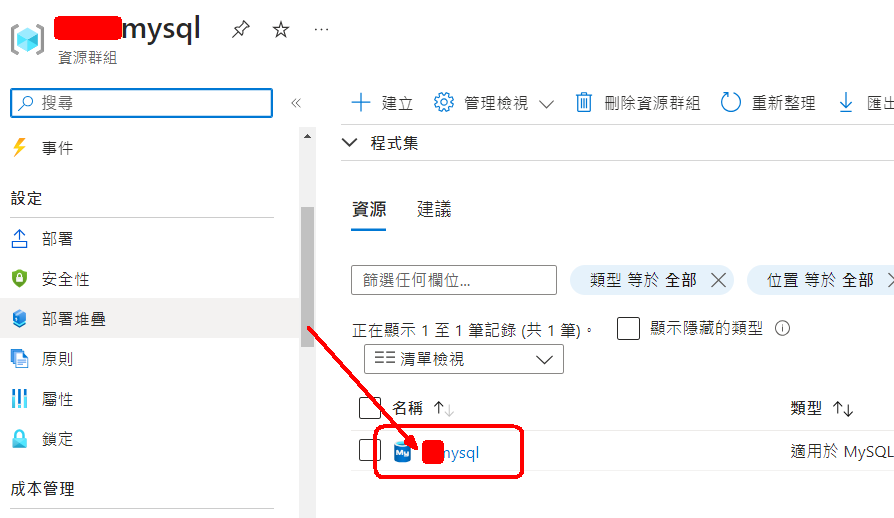 mysql
資源群組
搜尋
«
事件
設定
部署
安全性
部署堆疊
原則
屬性
鎖定
成本管理
建立 管理檢視 刪除資源群組 重新整理 匯出
程式集
資源 建議
篩選任何欄位...
類型 等於 全部 位置 等於 全部
正在顯示 1 至 1 筆記錄 (共 1 筆)。 顯示隱藏的類型
清單檢視
名稱 類型
My mysql 適用於 MySQL